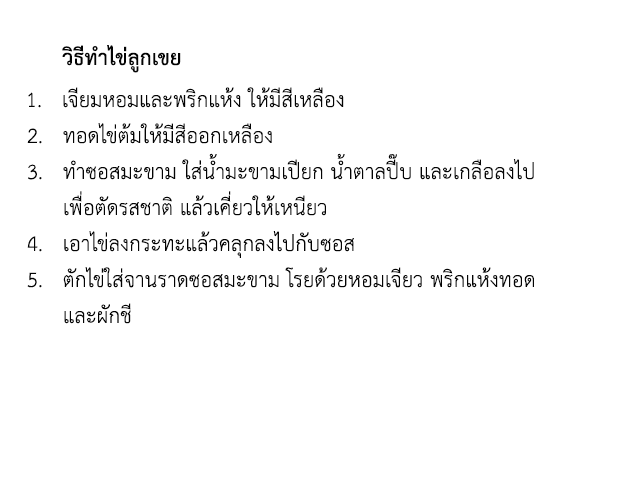 วิธีทำไข่ลูกเขย
1. เจียมหอมและพริกแห้ง ให้มีสีเหลือง
2. ทอดไข่ต้มให้มีสีออกเหลือง
3. ทำซอสมะขาม ใส่น้ำมะขามเปียก น้ำตาลปี๊บ และเกลือลงไป
เพื่อตัดรสชาติ แล้วเคี่ยวให้เหนียว
4. เอาไข่ลงกระทะแล้วคลุกลงไปกับซอส
5. ตักไข่ใส่จานราดซอสมะขาม โรยด้วยหอมเจียว พริกแห้งทอด
และผักชี